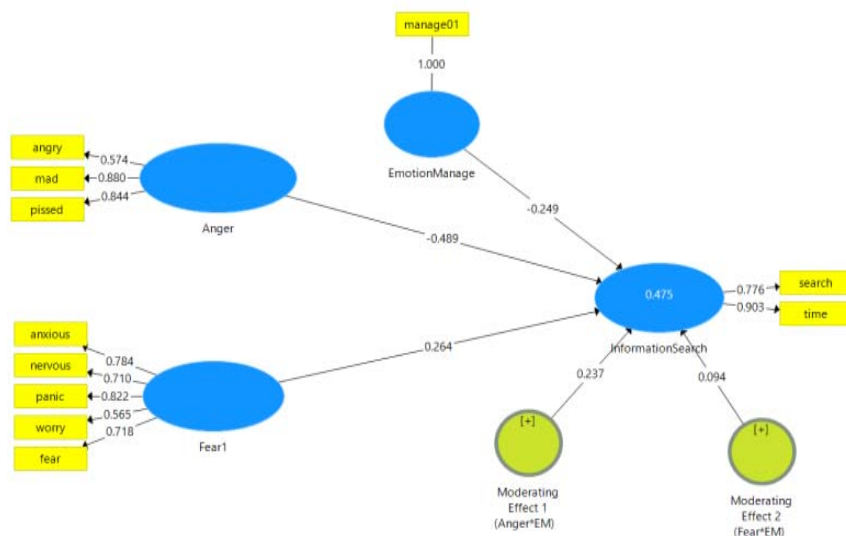 manage01
1.000
EmotionManage
angry
mad
pissed
0.574
0.880
0.844
Anger
-0.249
-0.489
0.475
InformationSearch
0.776
0.903
search
time
anxious
nervous
panic
worry
fear
0.784
0.710
0.822
0.565
0.718
Fear1
0.264
0.237
0.094
[+]
Moderating
Effect 1
(Anger*EM)
[+]
Moderating
Effect 2
(Fear*EM)